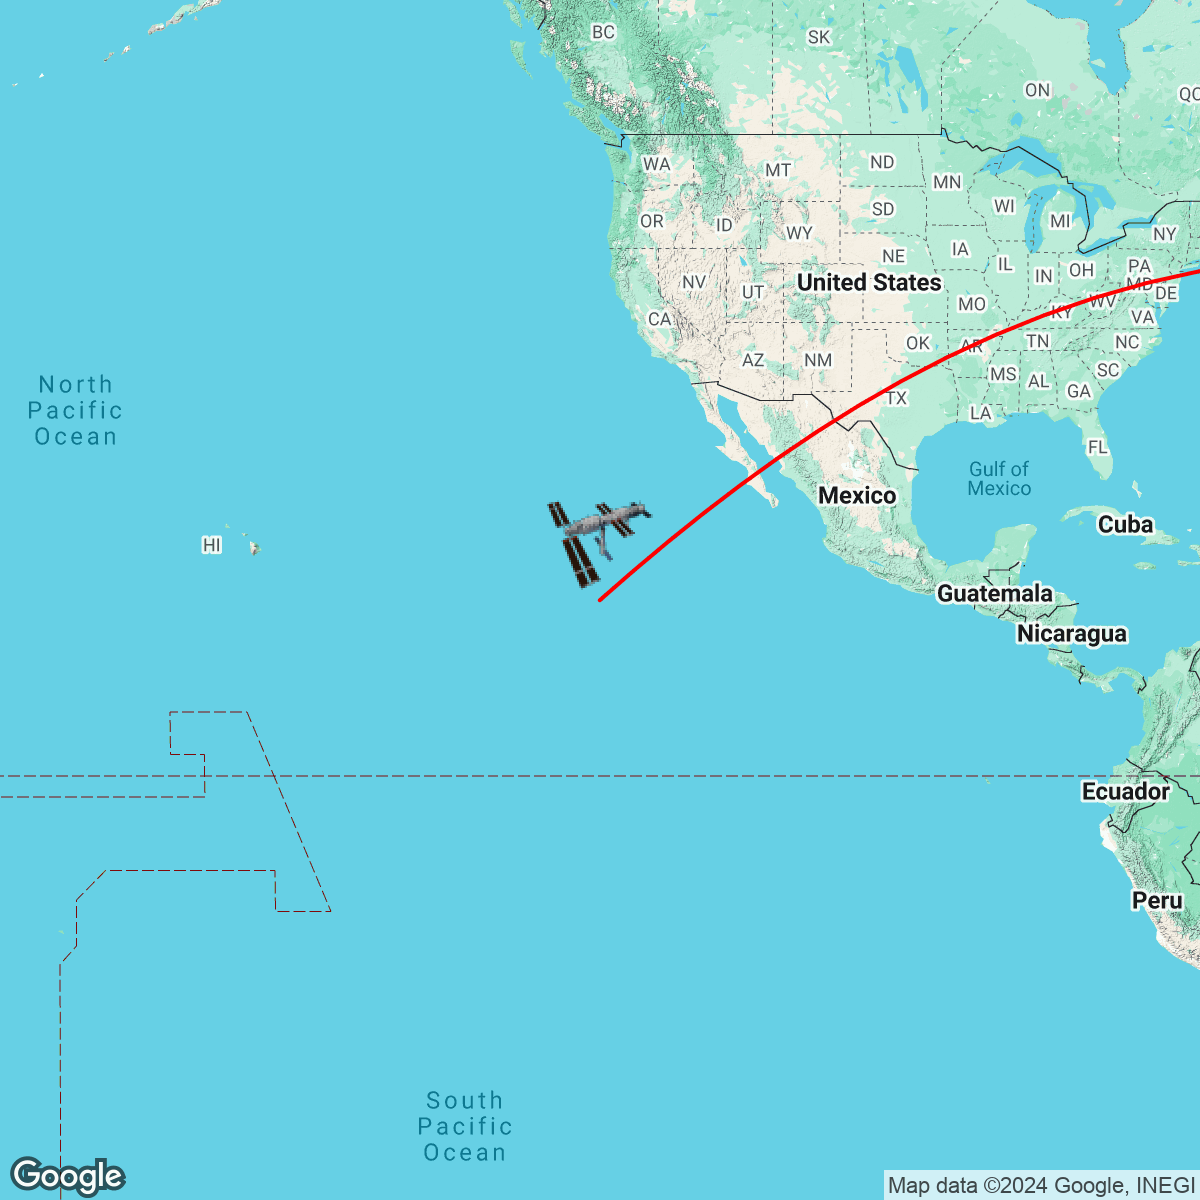 BC
SK
ON
QC
WA
MT
ND
MN
OR
ID
SD
WI
MI
WY
NY
NE
IA
IL
IN
OH
PA
NV
UT
United States
MD
DE
MO
KY
WV
VA
CA
OK
AR
TN
NC
AZ
NM
MS
AL
SC
GA
TX
LA
FL
North
Pacific
Ocean
Gulf of
Mexico
Mexico
Cuba
HI
Guatemala
Nicaragua
Ecuador
Peru
South
Pacific
Ocean
Google
Map data ©2024 Google, INEGI